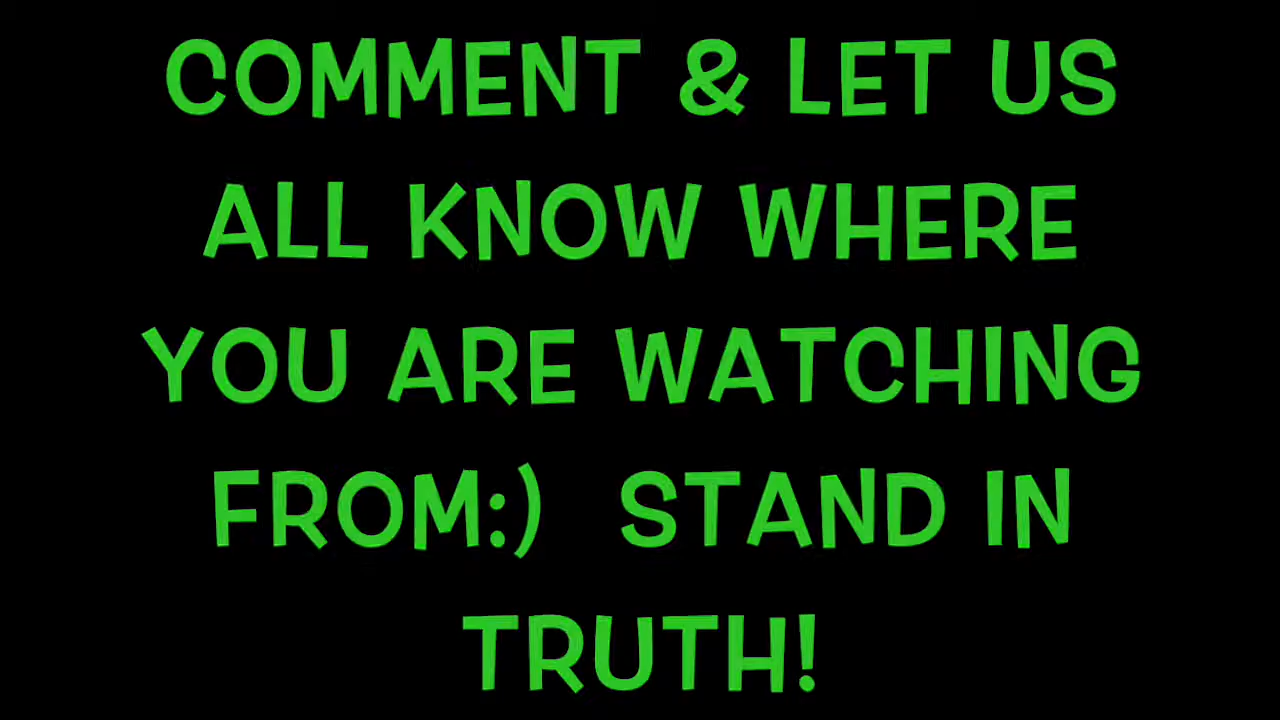 COMMENT & LET US
ALL KNOW WHERE
YOU ARE WATCHING
FROM:) STAND IN
TRUTH!